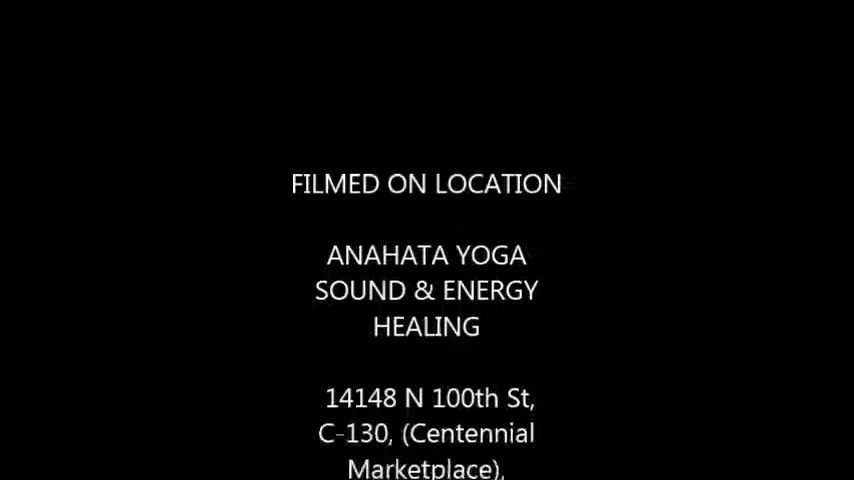 FILMED ON LOCATION
ANAHATA YOGA
SOUND & ENERGY
HEALING
14148 N 100th St,
C-130, (Centennial
Marketplace),